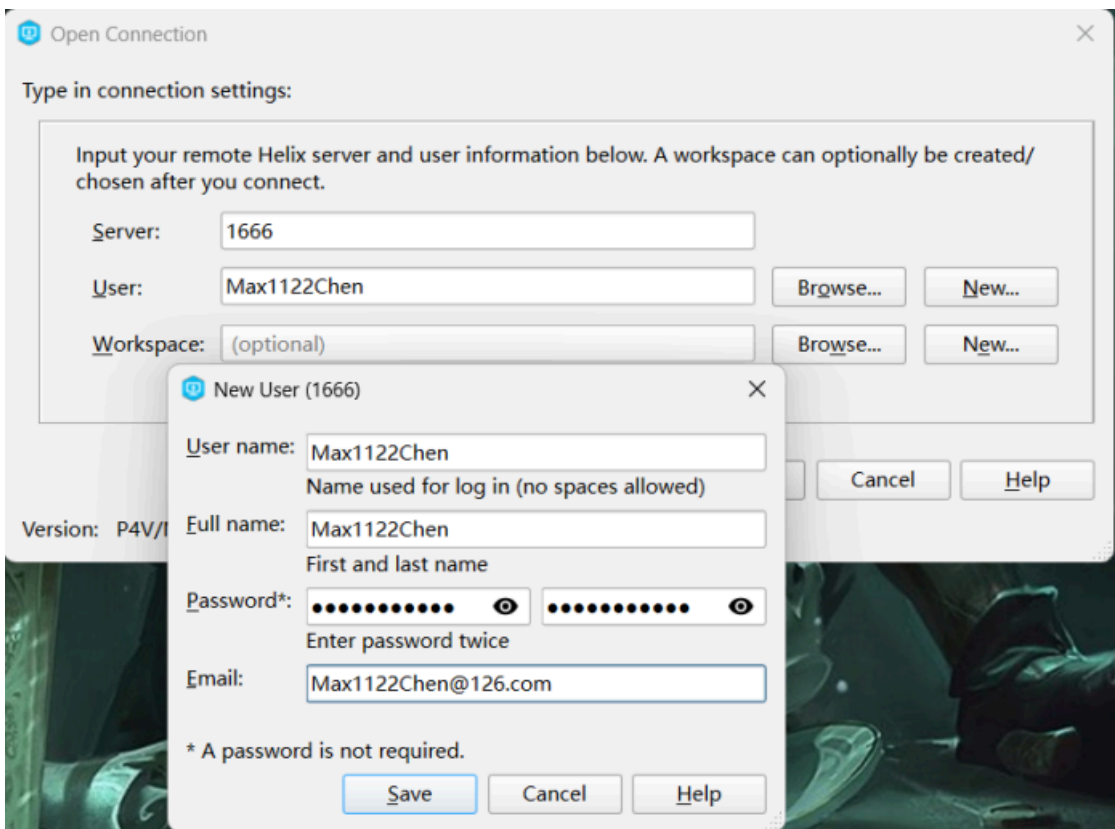 Open Connection
Type in connection settings:
Input your remote Helix server and user information below. A workspace can optionally be created/
chosen after you connect.
Server: 1666
User: Max1122Chen Browse... New...
Workspace: (optional) Browse... New...
Cancel Help
Version: P4V/
New User (1666)
User name: Max1122Chen
Name used for log in (no spaces allowed)
Full name: Max1122Chen
First and last name
Password*: ●●●●●●●●●●● ●●●●●●●●●●●
Enter password twice
Email: Max1122Chen@126.com
* A password is not required.
Save Cancel Help